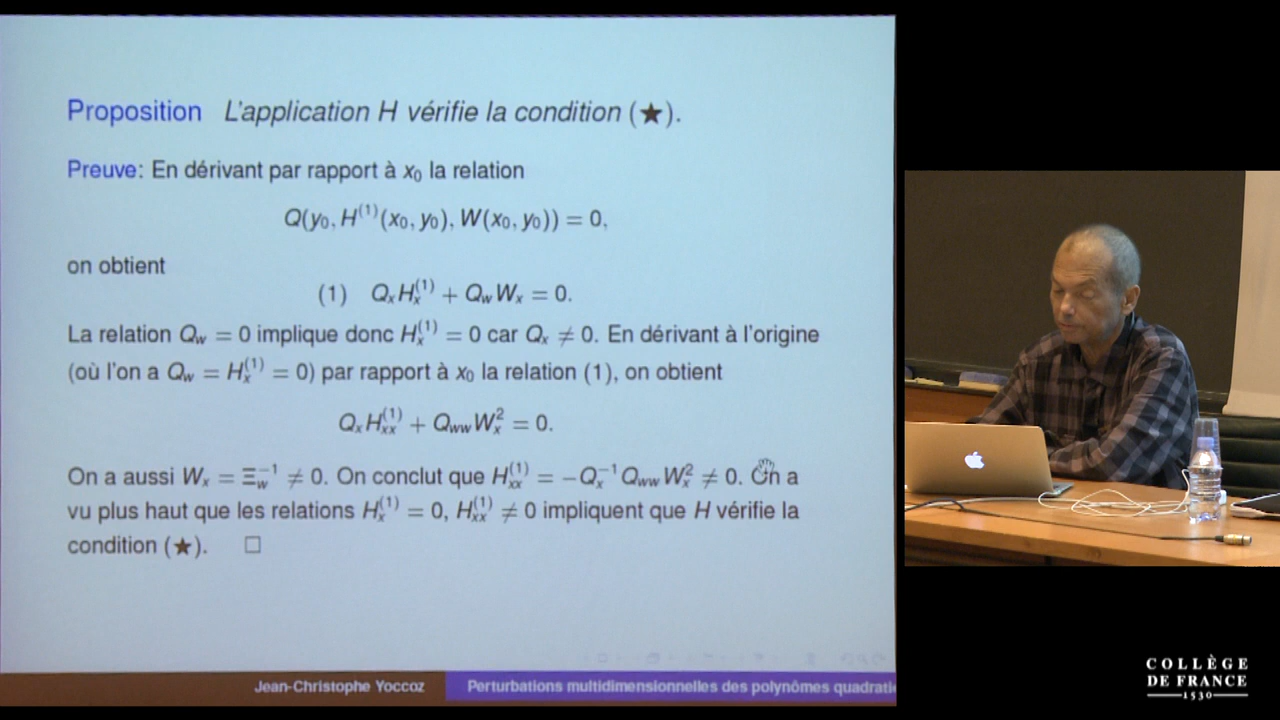 Proposition L'application H vérifie la condition (★).
Preuve: En dérivant par rapport à x₀ la relation
Q(y₀, H⁽¹⁾(x₀, y₀), W(x₀, y₀)) = 0,
on obtient
(1) QₓHₓ⁽¹⁾ + Q_wWₓ = 0.
La relation Q_w = 0 implique donc Hₓ⁽¹⁾ = 0 car Qₓ ≠ 0. En dérivant à l'origine
(où l'on a Q_w = Hₓ⁽¹⁾ = 0) par rapport à x₀ la relation (1), on obtient
QₓHₓₓ⁽¹⁾ + Q_wwWₓ² = 0.
On a aussi Wₓ = Ξ_w⁻¹ ≠ 0. On conclut que Hₓₓ⁽¹⁾ = −Qₓ⁻¹Q_wwWₓ² ≠ 0. On a
vu plus haut que les relations Hₓ⁽¹⁾ = 0, Hₓₓ⁽¹⁾ ≠ 0 impliquent que H vérifie la
condition (★). □
Jean-Christophe Yoccoz Perturbations multidimensionnelles des polynômes quadrati
COLLÈGE
DE FRANCE
1530